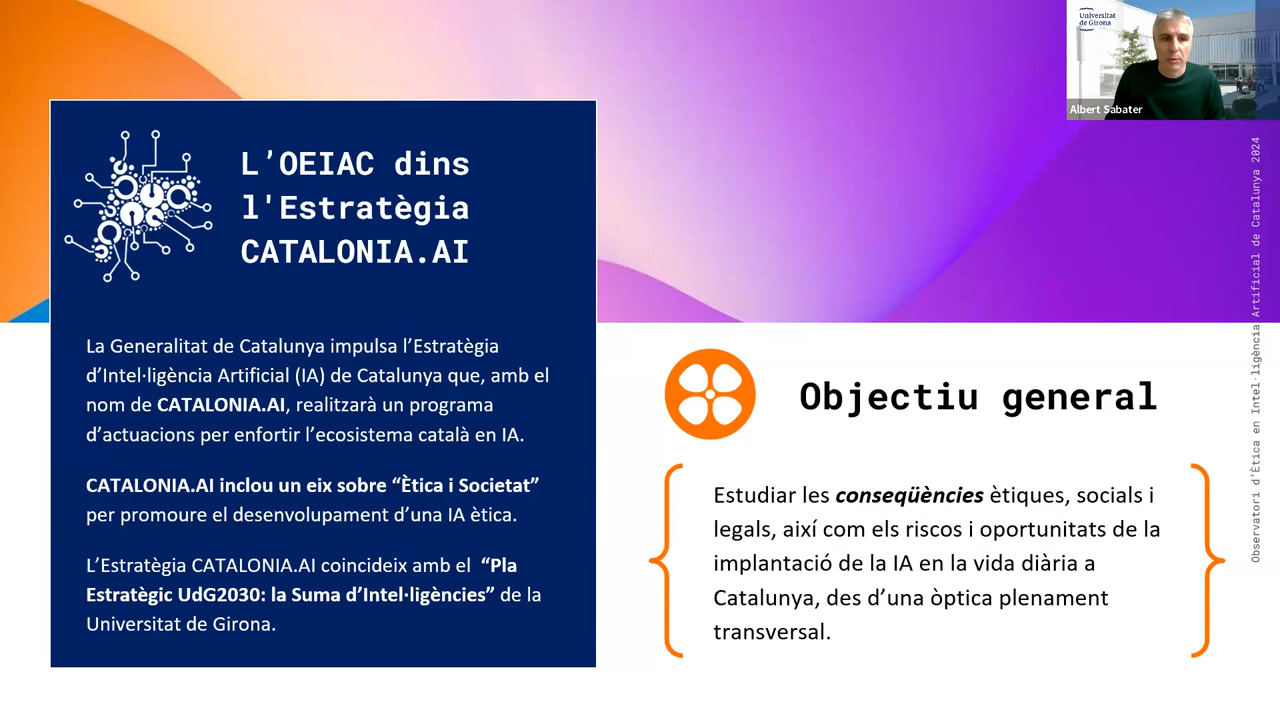 Universitat
de Girona
Albert Sabater
L’OEIAC dins
l'Estratègia
CATALONIA.AI
La Generalitat de Catalunya impulsa l’Estratègia
d’Intel·ligència Artificial (IA) de Catalunya que, amb el
nom de CATALONIA.AI, realitzarà un programa
d’actuacions per enfortir l’ecosistema català en IA.
CATALONIA.AI inclou un eix sobre “Ètica i Societat”
per promoure el desenvolupament d’una IA ètica.
L’Estratègia CATALONIA.AI coincideix amb el “Pla
Estratègic UdG2030: la Suma d’Intel·ligències” de la
Universitat de Girona.
Objectiu general
Estudiar les conseqüències ètiques, socials i
legals, així com els riscos i oportunitats de la
implantació de la IA en la vida diària a
Catalunya, des d’una òptica plenament
transversal.
Observatori d’Ètica en Intel·ligència Artificial de Catalunya 2024